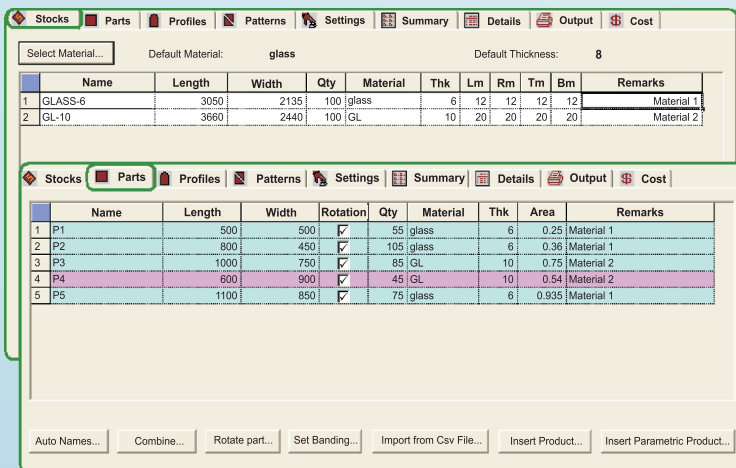 Stocks Parts Profiles Patterns Settings Summary Details Output $ Cost
Select Material... Default Material: glass Default Thickness: 8
Name Length Width Qty Material Thk Lm Rm Tm Bm Remarks
1 GLASS-6 3050 2135 100 glass 6 12 12 12 12 Material 1
2 GL-10 3660 2440 100 GL 10 20 20 20 20 Material 2
Stocks Parts Profiles Patterns Settings Summary Details Output $ Cost
Name Length Width Rotation Qty Material Thk Area Remarks
1 P1 500 500 55 glass 6 0.25 Material 1
2 P2 800 450 105 glass 6 0.36 Material 1
3 P3 1000 750 85 GL 10 0.75 Material 2
4 P4 600 900 45 GL 10 0.54 Material 2
5 P5 1100 850 75 glass 6 0.935 Material 1
Auto Names... Combine... Rotate part... Set Banding... Import from Csv File... Insert Product... Insert Parametric Product...